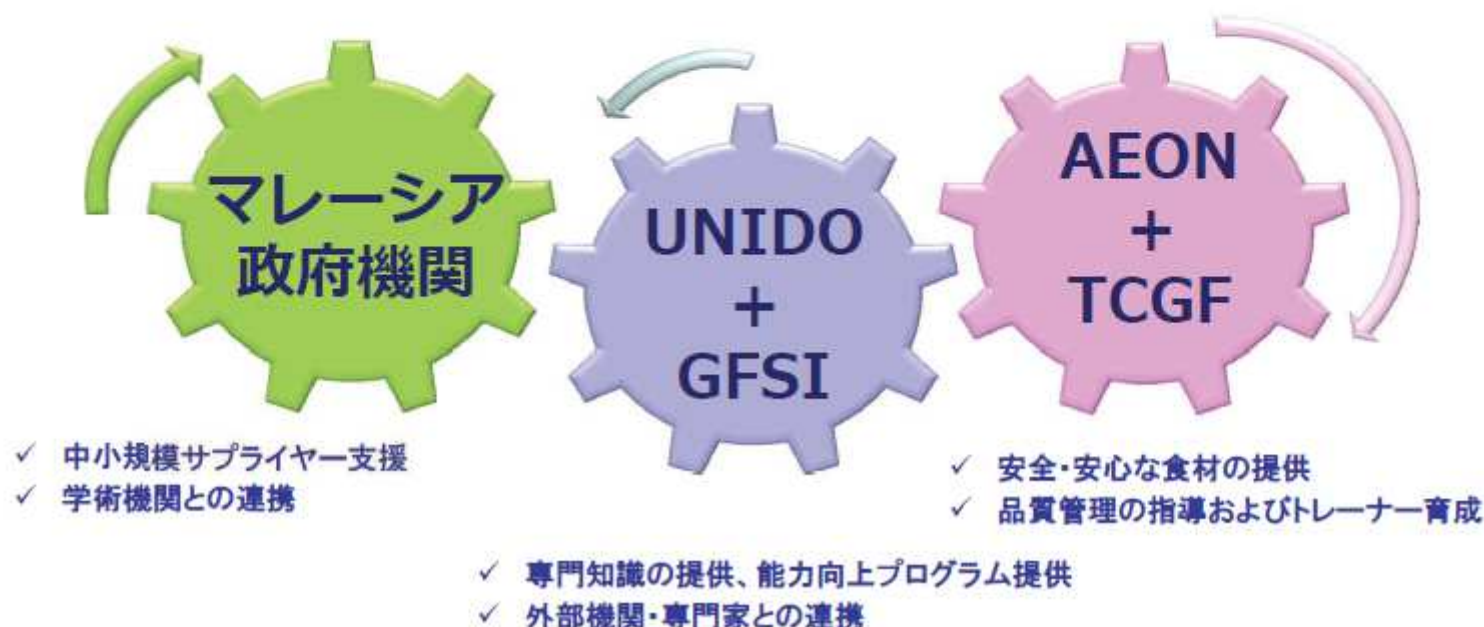 マレーシア
政府機関
UNIDO
+
GFSI
AEON
+
TCGF
✓ 中小規模サプライヤー支援
✓ 学術機関との連携
✓ 安全・安心な食材の提供
✓ 品質管理の指導およびトレーナー育成
✓ 専門知識の提供、能力向上プログラム提供
✓ 外部機関・専門家との連携